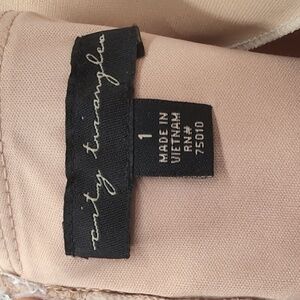 city triangles
1
MADE IN
VIETNAM
RN#
75010